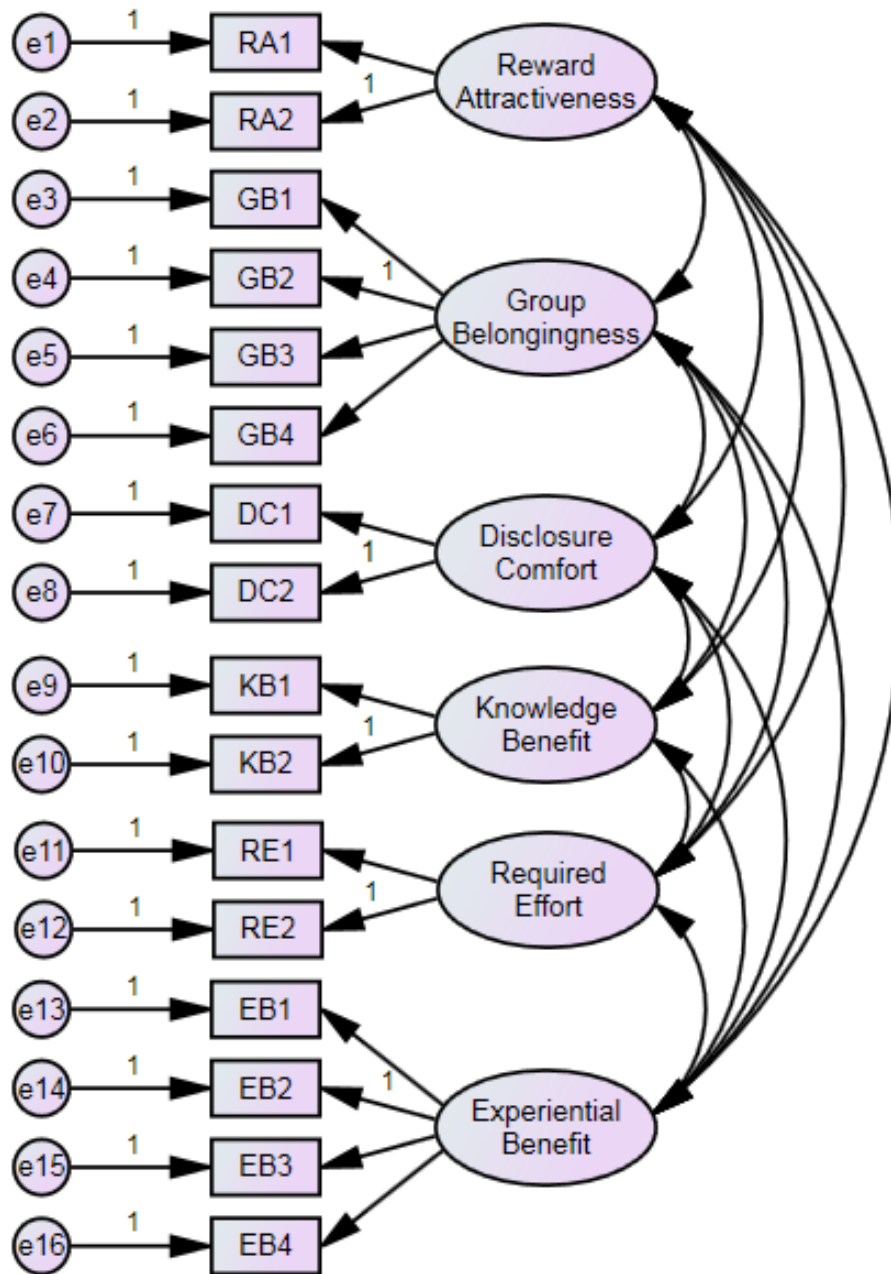 e1
1
RA1
Reward
Attractiveness
e2
1
RA2
1
e3
1
GB1
e4
1
GB2
1
Group
Belongingness
e5
1
GB3
e6
1
GB4
e7
1
DC1
Disclosure
Comfort
e8
1
DC2
1
e9
1
KB1
Knowledge
Benefit
e10
1
KB2
1
e11
1
RE1
Required
Effort
e12
1
RE2
1
e13
1
EB1
e14
1
EB2
1
Experiential
Benefit
e15
1
EB3
e16
1
EB4